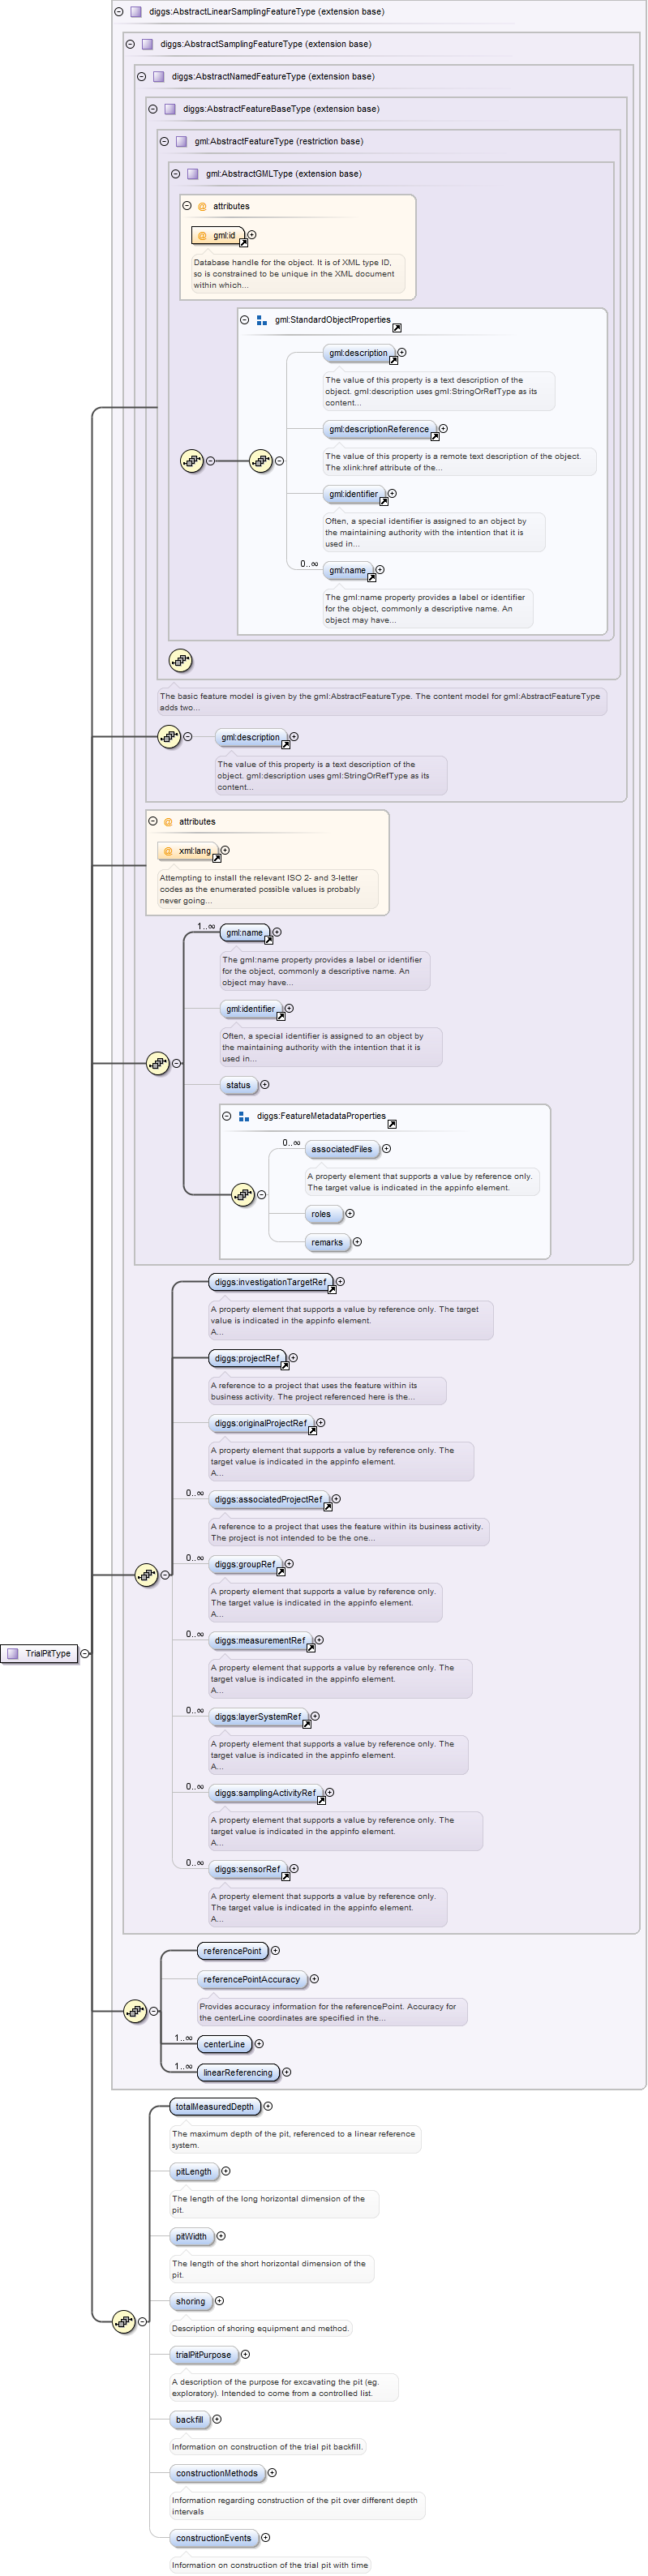 diggs:AbstractLinearSamplingFeatureType (extension base)
diggs:AbstractSamplingFeatureType (extension base)
diggs:AbstractNamedFeatureType (extension base)
diggs:AbstractFeatureBaseType (extension base)
gml:AbstractFeatureType (restriction base)
gml:AbstractGMLType (extension base)
@ attributes
@ gml:id
Database handle for the object. It is of XML type ID,
so is constrained to be unique in the XML document
within which...
gml:StandardObjectProperties
gml:description
The value of this property is a text description of the
object. gml:description uses gml:StringOrRefType as its
content...
gml:descriptionReference
The value of this property is a remote text description of the object.
The xlink:href attribute of the...
gml:identifier
Often, a special identifier is assigned to an object by
the maintaining authority with the intention that it is
used in...
0..∞
gml:name
The gml:name property provides a label or identifier
for the object, commonly a descriptive name. An
object may have...
The basic feature model is given by the gml:AbstractFeatureType. The content model for gml:AbstractFeatureType
adds two...
gml:description
The value of this property is a text description of the
object. gml:description uses gml:StringOrRefType as its
content...
@ attributes
@ xml:lang
Attempting to install the relevant ISO 2- and 3-letter
codes as the enumerated possible values is probably
never going...
1..∞
gml:name
The gml:name property provides a label or identifier
for the object, commonly a descriptive name. An
object may have...
gml:identifier
Often, a special identifier is assigned to an object by
the maintaining authority with the intention that it is
used in...
status
diggs:FeatureMetadataProperties
0..∞
associatedFiles
A property element that supports a value by reference only.
The target value is indicated in the appinfo element.
roles
remarks
diggs:investigationTargetRef
A property element that supports a value by reference only. The target
value is indicated in the appinfo element.
A...
diggs:projectRef
A reference to a project that uses the feature within its
business activity. The project referenced here is the...
diggs:originalProjectRef
A property element that supports a value by reference only. The
target value is indicated in the appinfo element.
A...
0..∞
diggs:associatedProjectRef
A reference to a project that uses the feature within its business activity.
The project is not intended to be the one...
0..∞
diggs:groupRef
A property element that supports a value by reference only.
The target value is indicated in the appinfo element.
A...
0..∞
diggs:measurementRef
A property element that supports a value by reference only. The
target value is indicated in the appinfo element.
A...
TrialPitType
0..∞
diggs:layerSystemRef
A property element that supports a value by reference only. The
target value is indicated in the appinfo element.
A...
0..∞
diggs:samplingActivityRef
A property element that supports a value by reference only. The
target value is indicated in the appinfo element.
A...
0..∞
diggs:sensorRef
A property element that supports a value by reference only.
The target value is indicated in the appinfo element.
A...
referencePoint
referencePointAccuracy
Provides accuracy information for the referencePoint. Accuracy for
the centerLine coordinates are specified in the...
1..∞
centerLine
1..∞
linearReferencing
totalMeasuredDepth
The maximum depth of the pit, referenced to a linear reference
system.
pitLength
The length of the long horizontal dimension of the
pit.
pitWidth
The length of the short horizontal dimension of the
pit.
shoring
Description of shoring equipment and method.
trialPitPurpose
A description of the purpose for excavating the pit (eg.
exploratory). Intended to come from a controlled list.
backfill
Information on construction of the trial pit backfill.
constructionMethods
Information regarding construction of the pit over different depth
intervals
constructionEvents
Information on construction of the trial pit with time